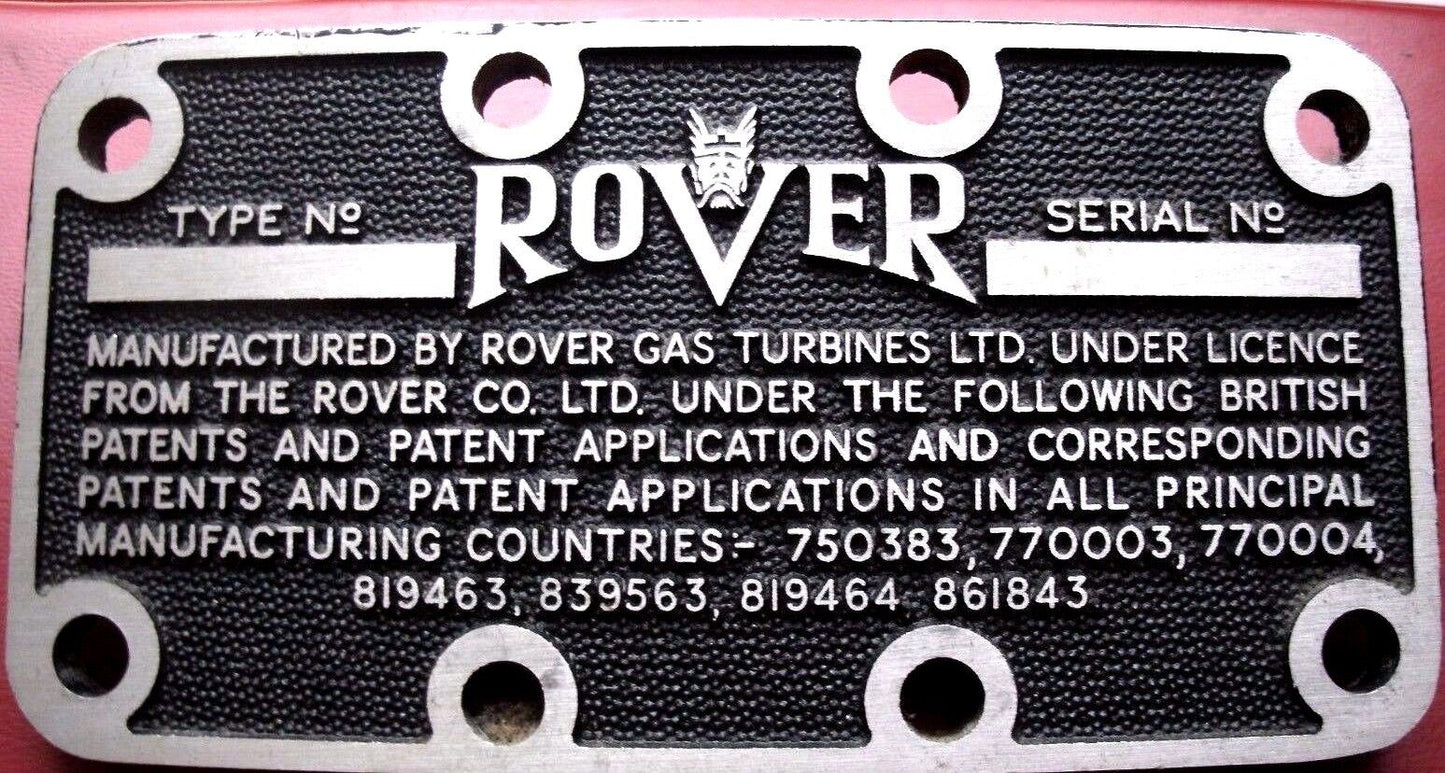 ROVER
TYPE Nº
SERIAL Nº
MANUFACTURED BY ROVER GAS TURBINES LTD. UNDER LICENCE
FROM THE ROVER CO. LTD. UNDER THE FOLLOWING BRITISH
PATENTS AND PATENT APPLICATIONS AND CORRESPONDING
PATENTS AND PATENT APPLICATIONS IN ALL PRINCIPAL
MANUFACTURING COUNTRIES:- 750383, 770003, 770004,
819463, 839563, 819464 861843